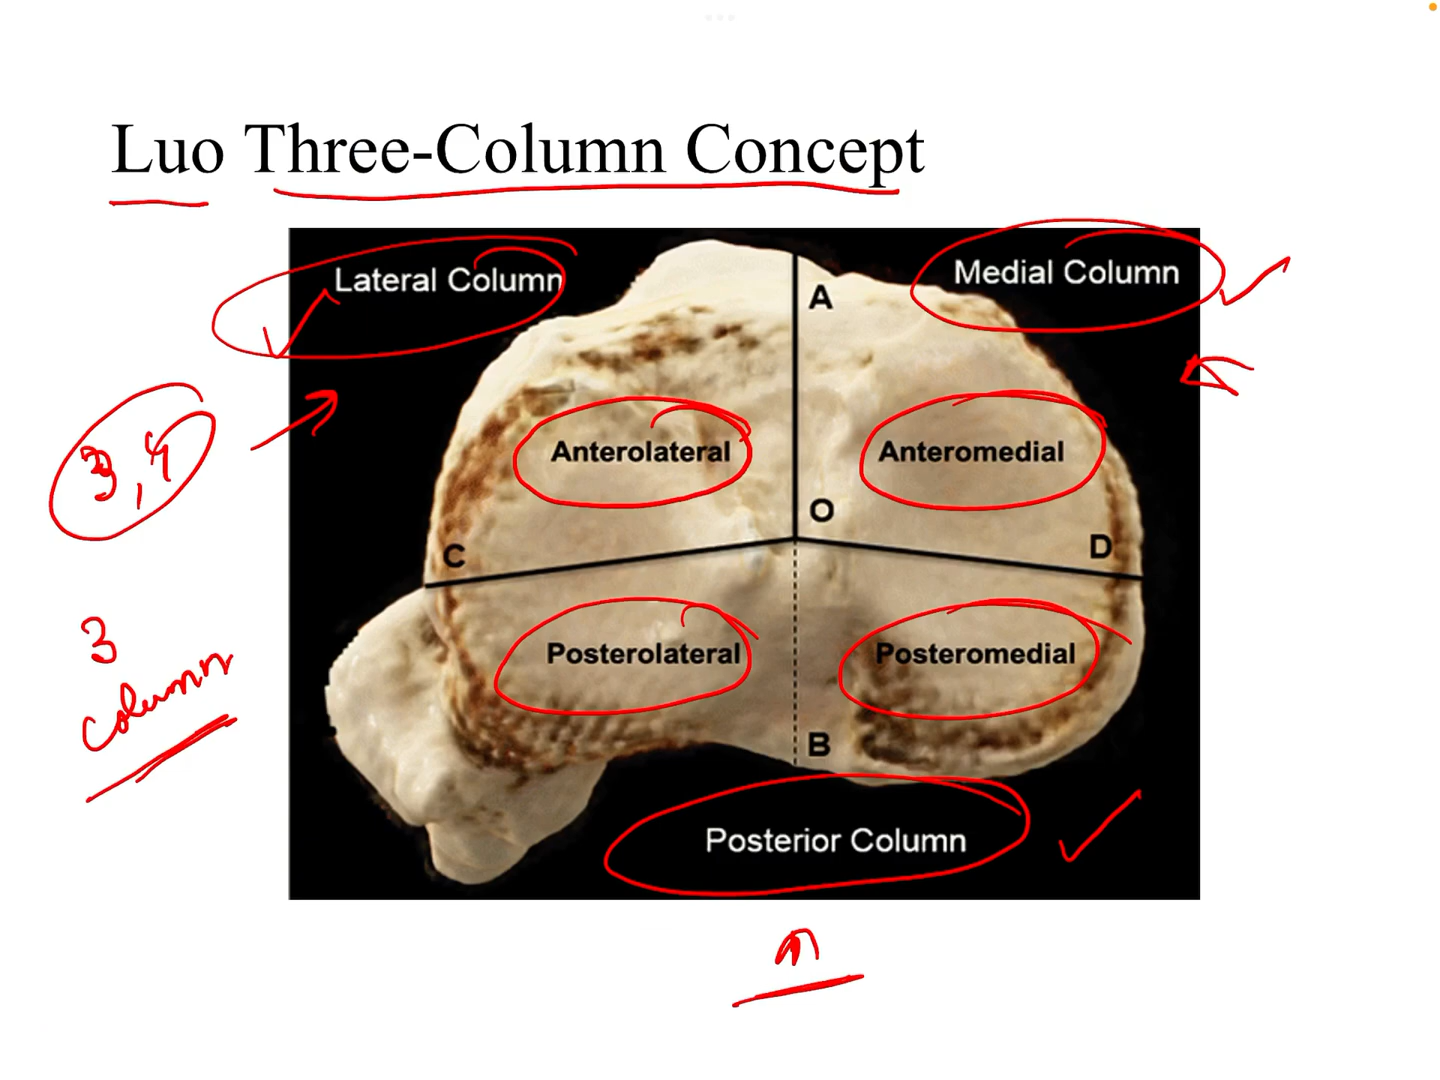 Luo Three-Column Concept
Lateral Column
Medial Column
A
Anterolateral
Anteromedial
3, 4
O
C
D
3
column
Posterolateral
Posteromedial
B
Posterior Column